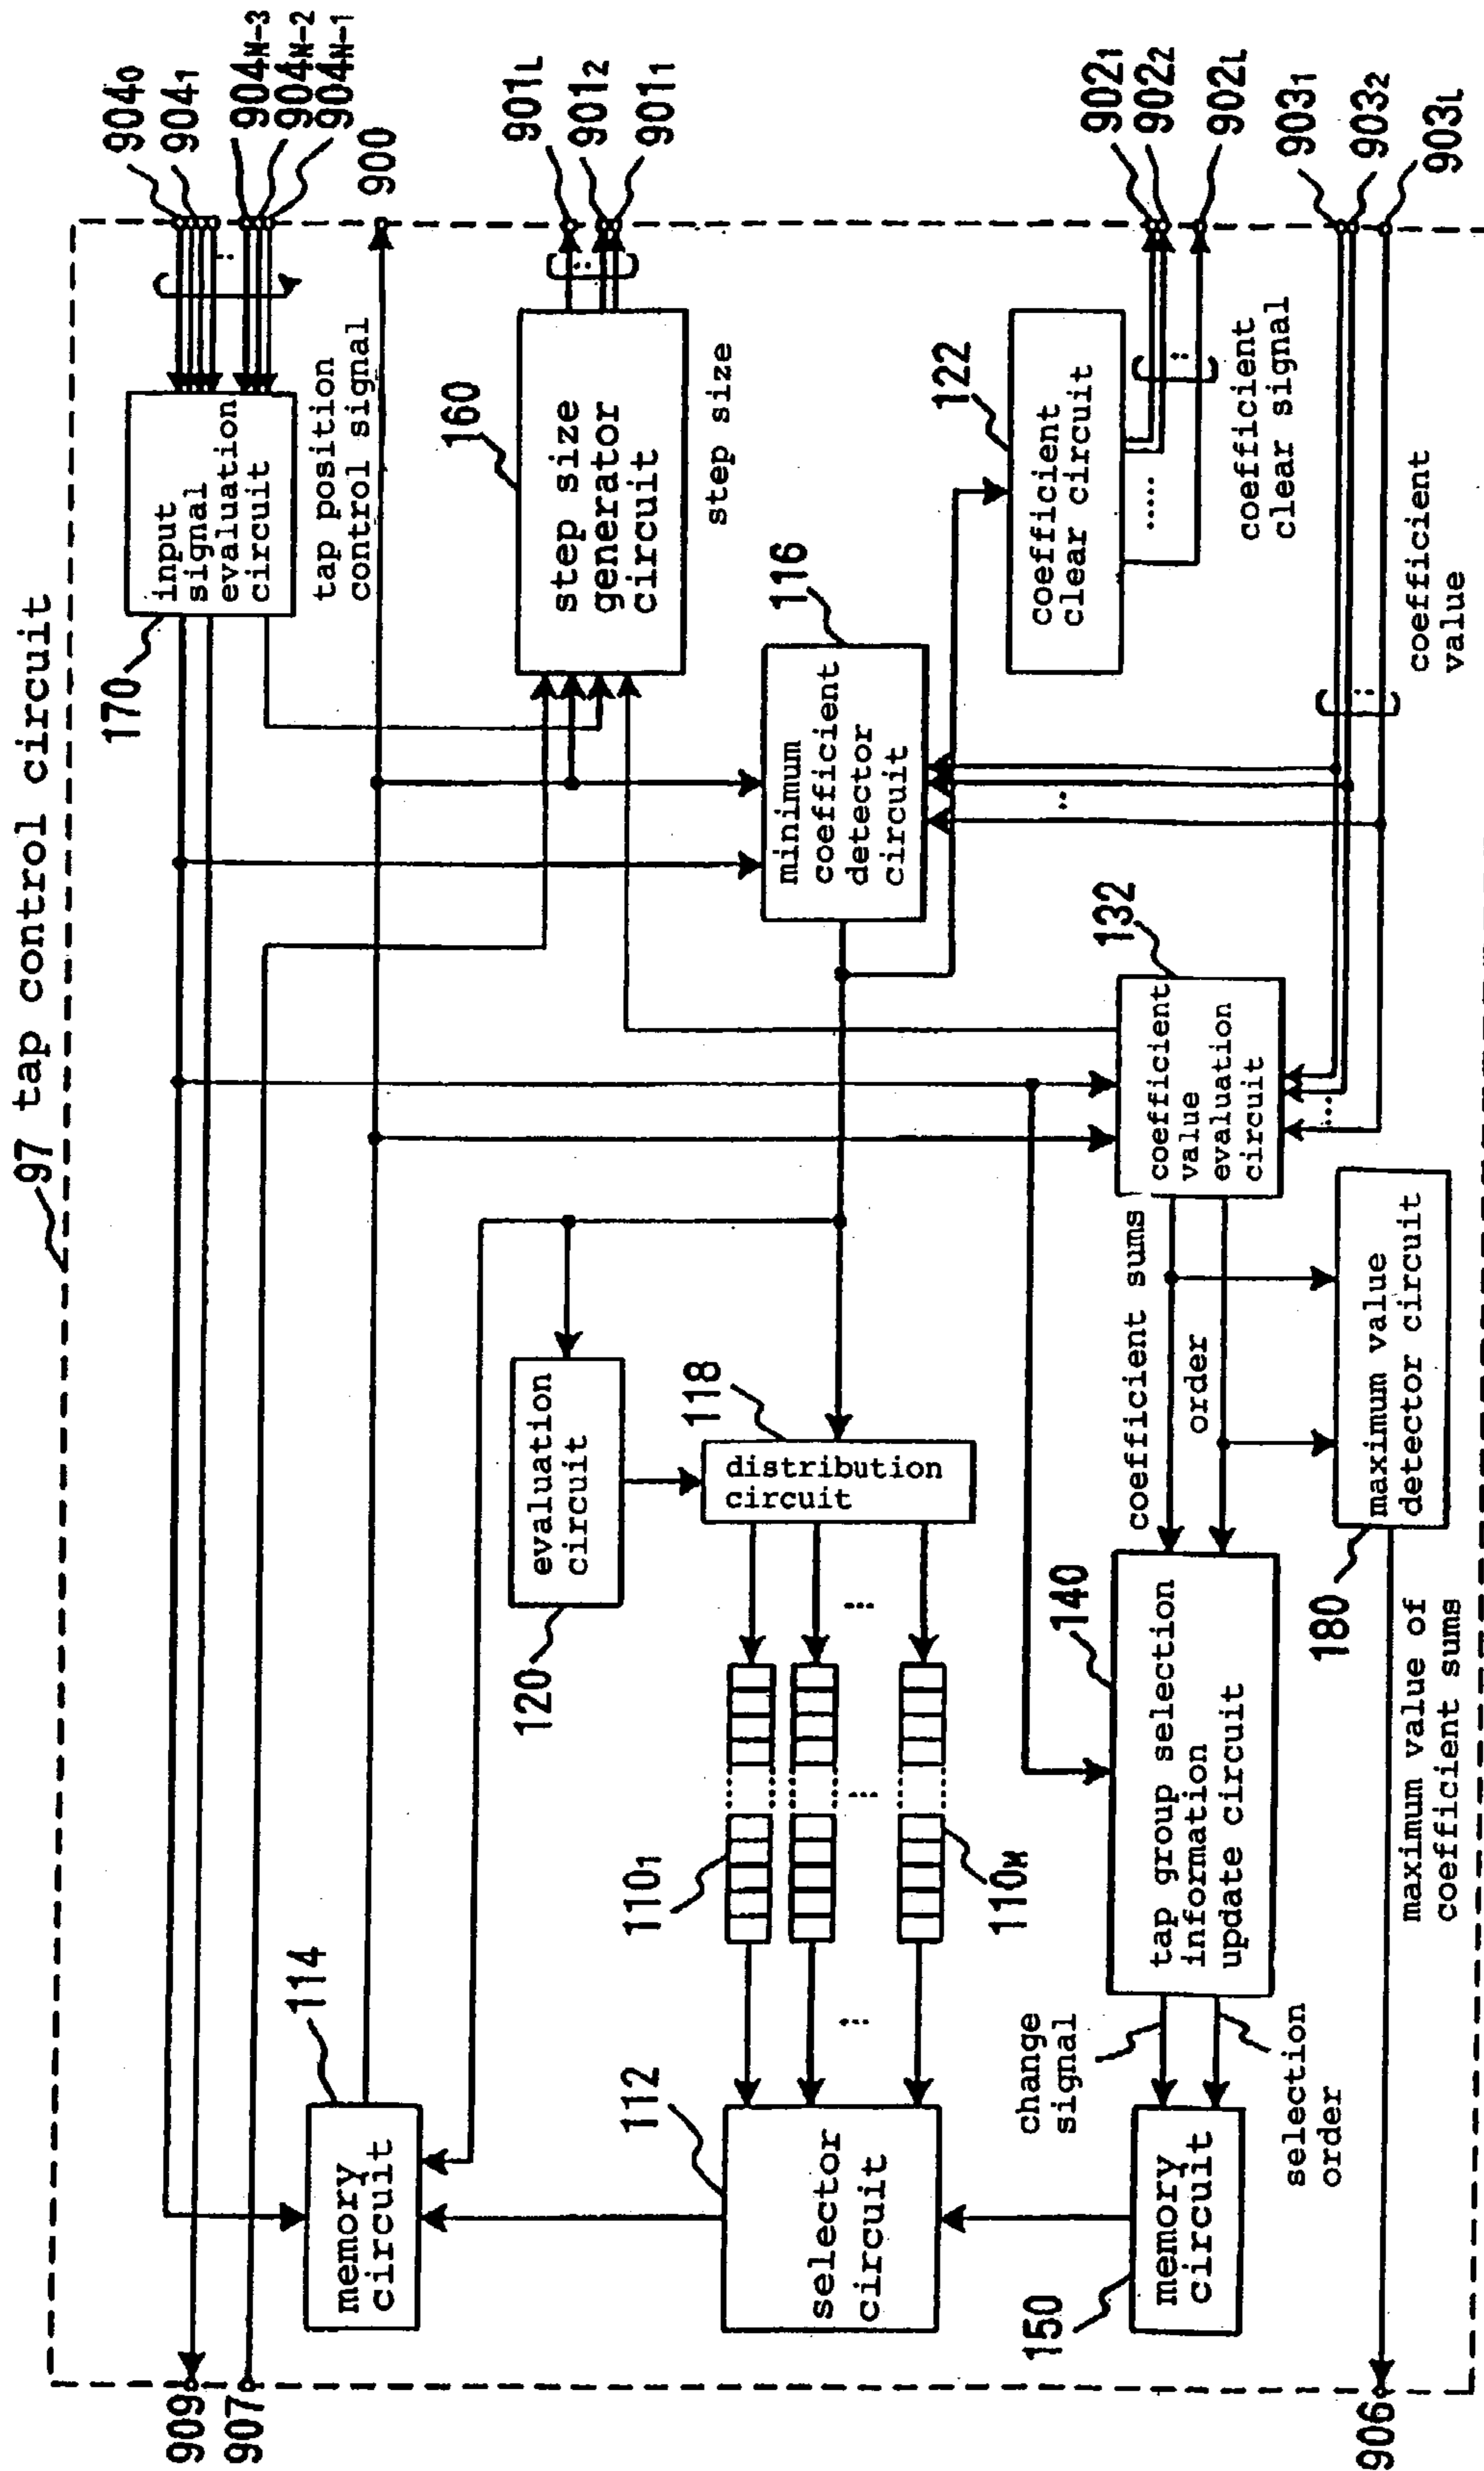 97 tap control circuit
904₀
904₁
904N-3
904N-2
904N-1
900
901L
901₂
901₁
902₁
902₂
902L
903₁
903₂
903L
170
input
signal
evaluation
circuit
tap position
control signal
160
step size
generator
circuit
step size
116
minimum
coefficient
detector
circuit
122
coefficient
clear circuit
coefficient
clear signal
coefficient
value
132
coefficient
value
evaluation
circuit
coefficient sums
order
120
evaluation
circuit
118
distribution
circuit
110₁
110M
140
tap group selection
information
update circuit
180
maximum value
detector circuit
maximum value of
coefficient sums
114
memory
circuit
112
selector
circuit
change
signal
selection
order
150
memory
circuit
909
907
906